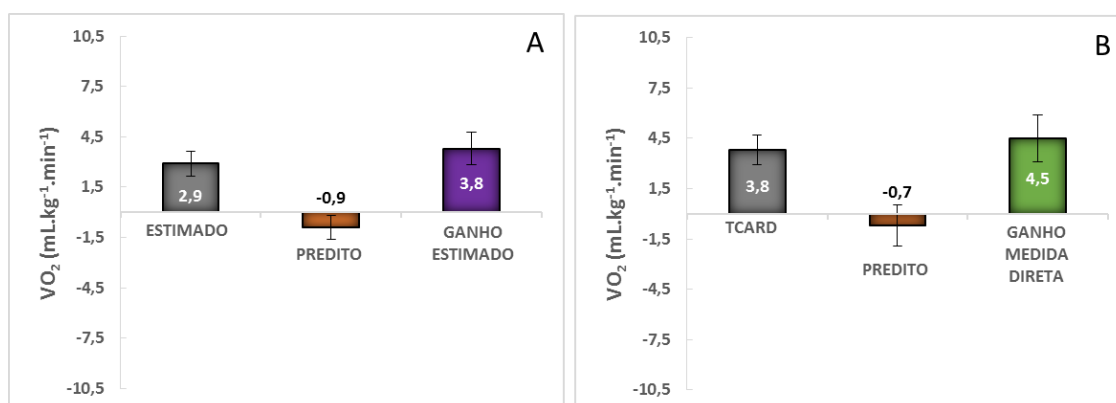 A
10,5
7,5
4,5
1,5
-1,5
-4,5
-7,5
-10,5
VO₂ (mL.kg⁻¹.min⁻¹)
2,9
-0,9
3,8
ESTIMADO
PREDITO
GANHO
ESTIMADO
B
10,5
7,5
4,5
1,5
-1,5
-4,5
-7,5
-10,5
VO₂ (mL.kg⁻¹.min⁻¹)
3,8
-0,7
4,5
TCARD
PREDITO
GANHO
MEDIDA
DIRETA